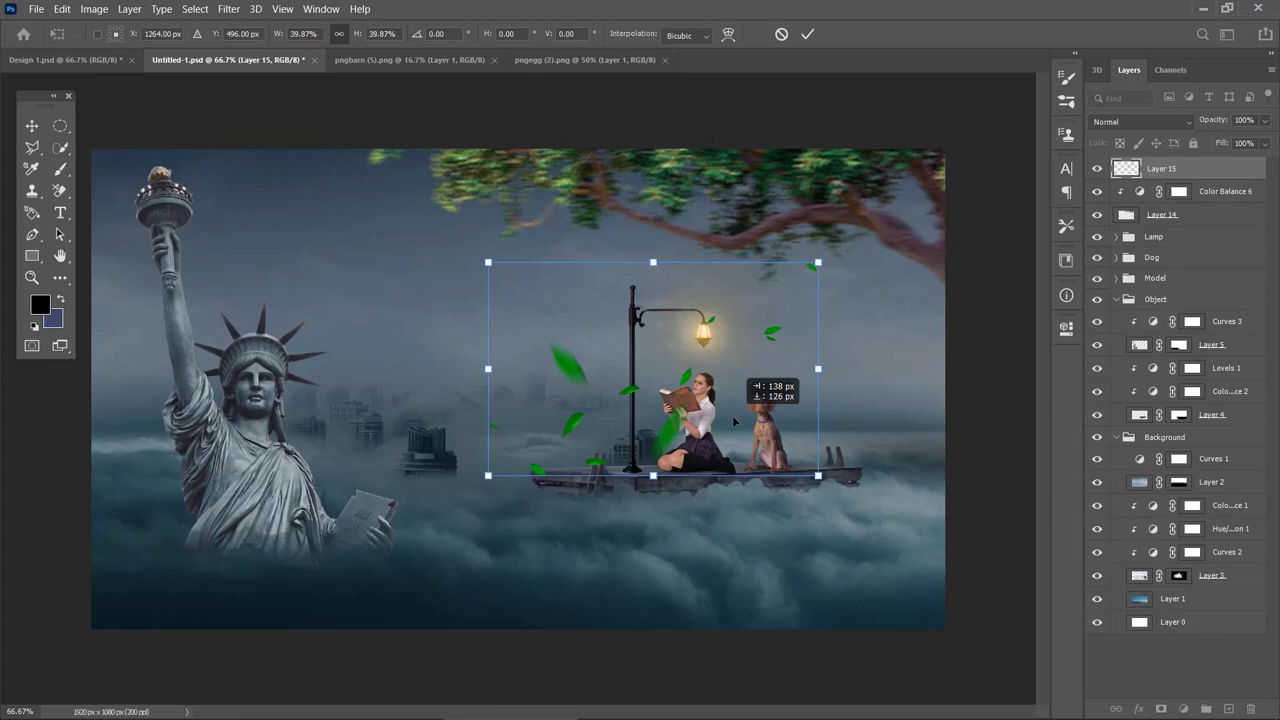 Ps File Edit Image Layer Type Select Filter 3D View Window Help
X: 1264.00 px Y: 496.00 px W: 39.87% H: 39.87% 0.00 ° H: 0.00 ° V: 0.00 ° Interpolation: Bicubic
Design 1.psd @ 66.7% (RGB/8) * × Untitled-1.psd @ 66.7% (Layer 15, RGB/8) * × pngbarn (5).png @ 16.7% (Layer 1, RGB/8) × pngegg (2).png @ 50% (Layer 1, RGB/8) ×
3D Layers Channels
Kind
Normal Opacity: 100%
Lock: Fill: 100%
Layer 15
Color Balance 6
Layer 14
Lamp
Dog
Model
Object
Curves 3
Layer 5
Levels 1
Colo...ce 2
Layer 4
Background
Curves 1
Layer 2
Colo...ce 1
Hue/...on 1
Curves 2
Layer 3
Layer 1
Layer 0
: 138 px
: 126 px
66.67% 1920 px x 1080 px (200 ppi)